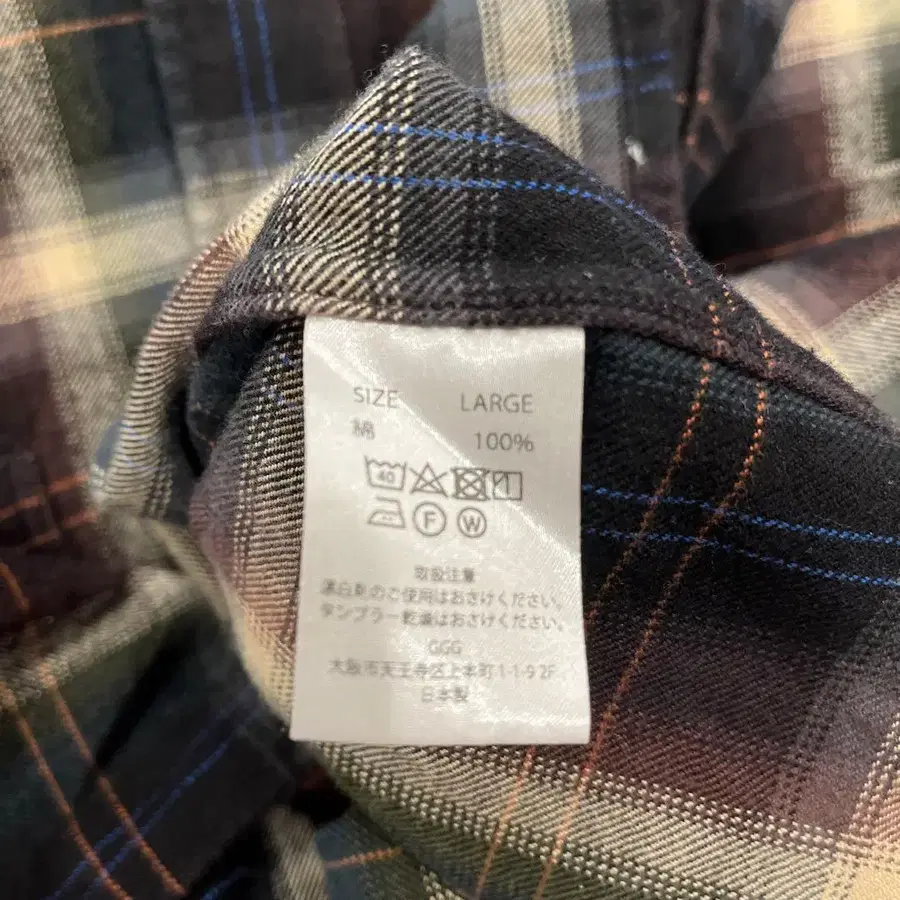 SIZE LARGE
綿 100%
40
F W
取扱注意
漂白剤のご使用はおさけください。
タンブラー乾燥はおさけください。
GGG
大阪市天王寺区上本町1-1-9 2F
日本製